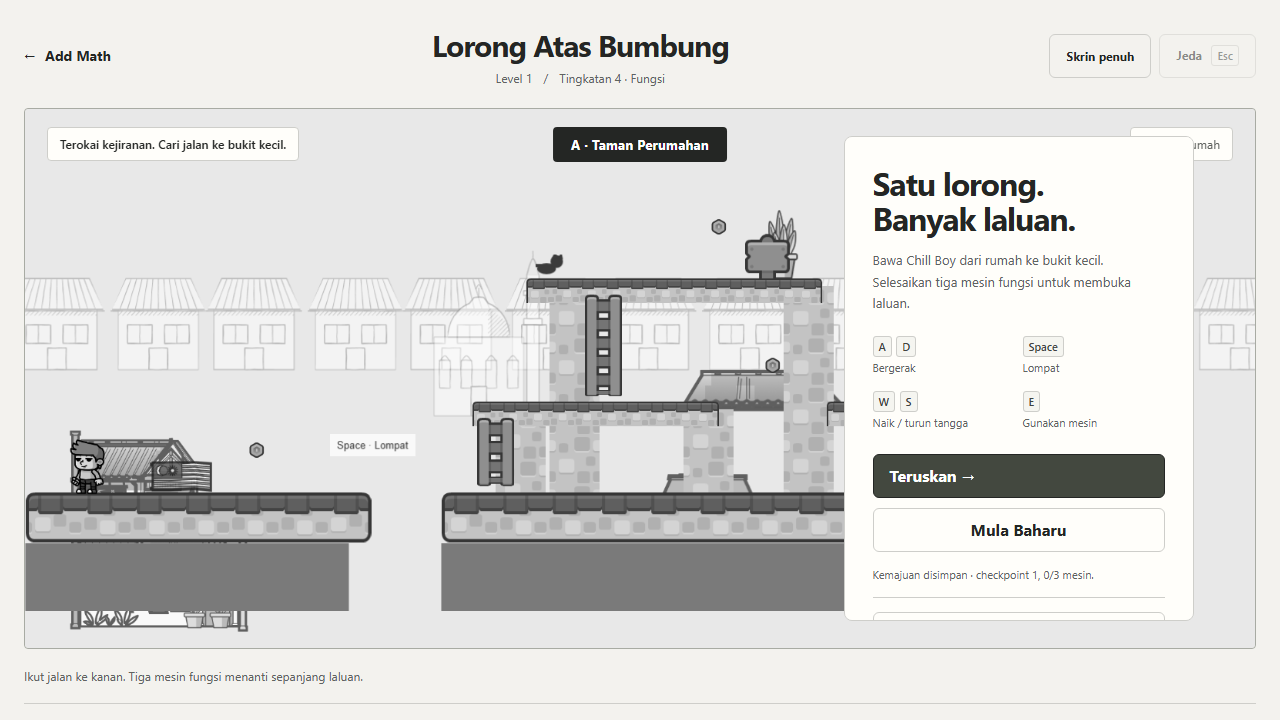 ← Add Math
Lorong Atas Bumbung
Level 1 / Tingkatan 4 · Fungsi
Skrin penuh
Jeda Esc
Terokai kejiranan. Cari jalan ke bukit kecil.
A · Taman Perumahan
Satu lorong.
Banyak laluan.
Bawa Chill Boy dari rumah ke bukit kecil.
Selesaikan tiga mesin fungsi untuk membuka
laluan.
A D
Bergerak
Space
Lompat
W S
Naik / turun tangga
E
Gunakan mesin
Teruskan →
Mula Baharu
Kemajuan disimpan · checkpoint 1, 0/3 mesin.
Space · Lompat
Ikut jalan ke kanan. Tiga mesin fungsi menanti sepanjang laluan.